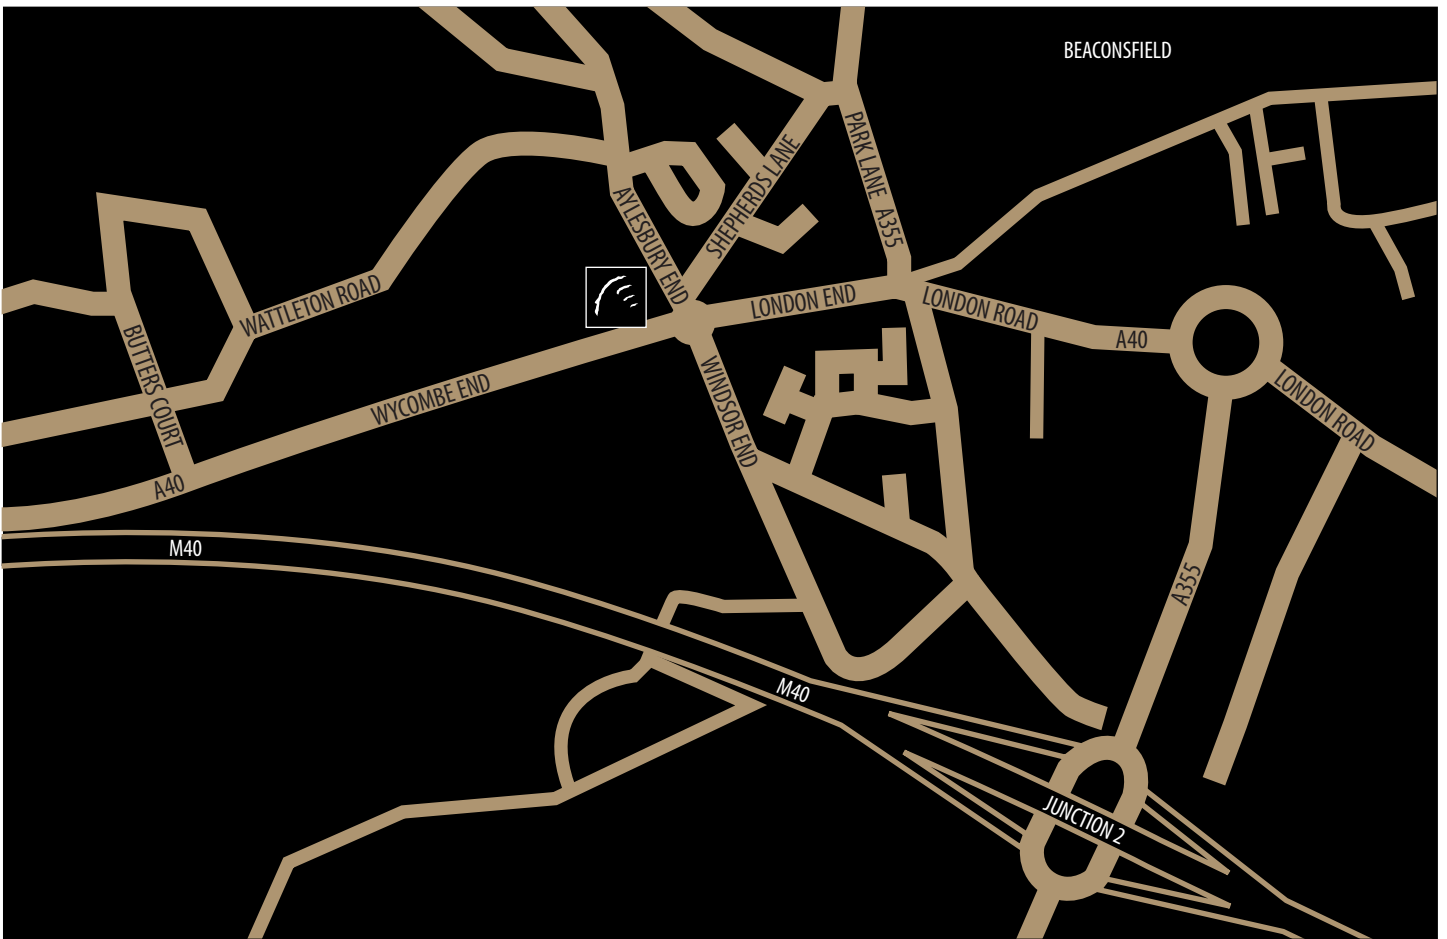 BEACONSFIELD
PARK LANE A355
SHEPHERDS LANE
AYLESBURY END
WATTLETON ROAD
LONDON END
LONDON ROAD
A40
BUTTERS COURT
WYCOMBE END
WINDSOR END
LONDON ROAD
A40
M40
A355
M40
JUNCTION 2